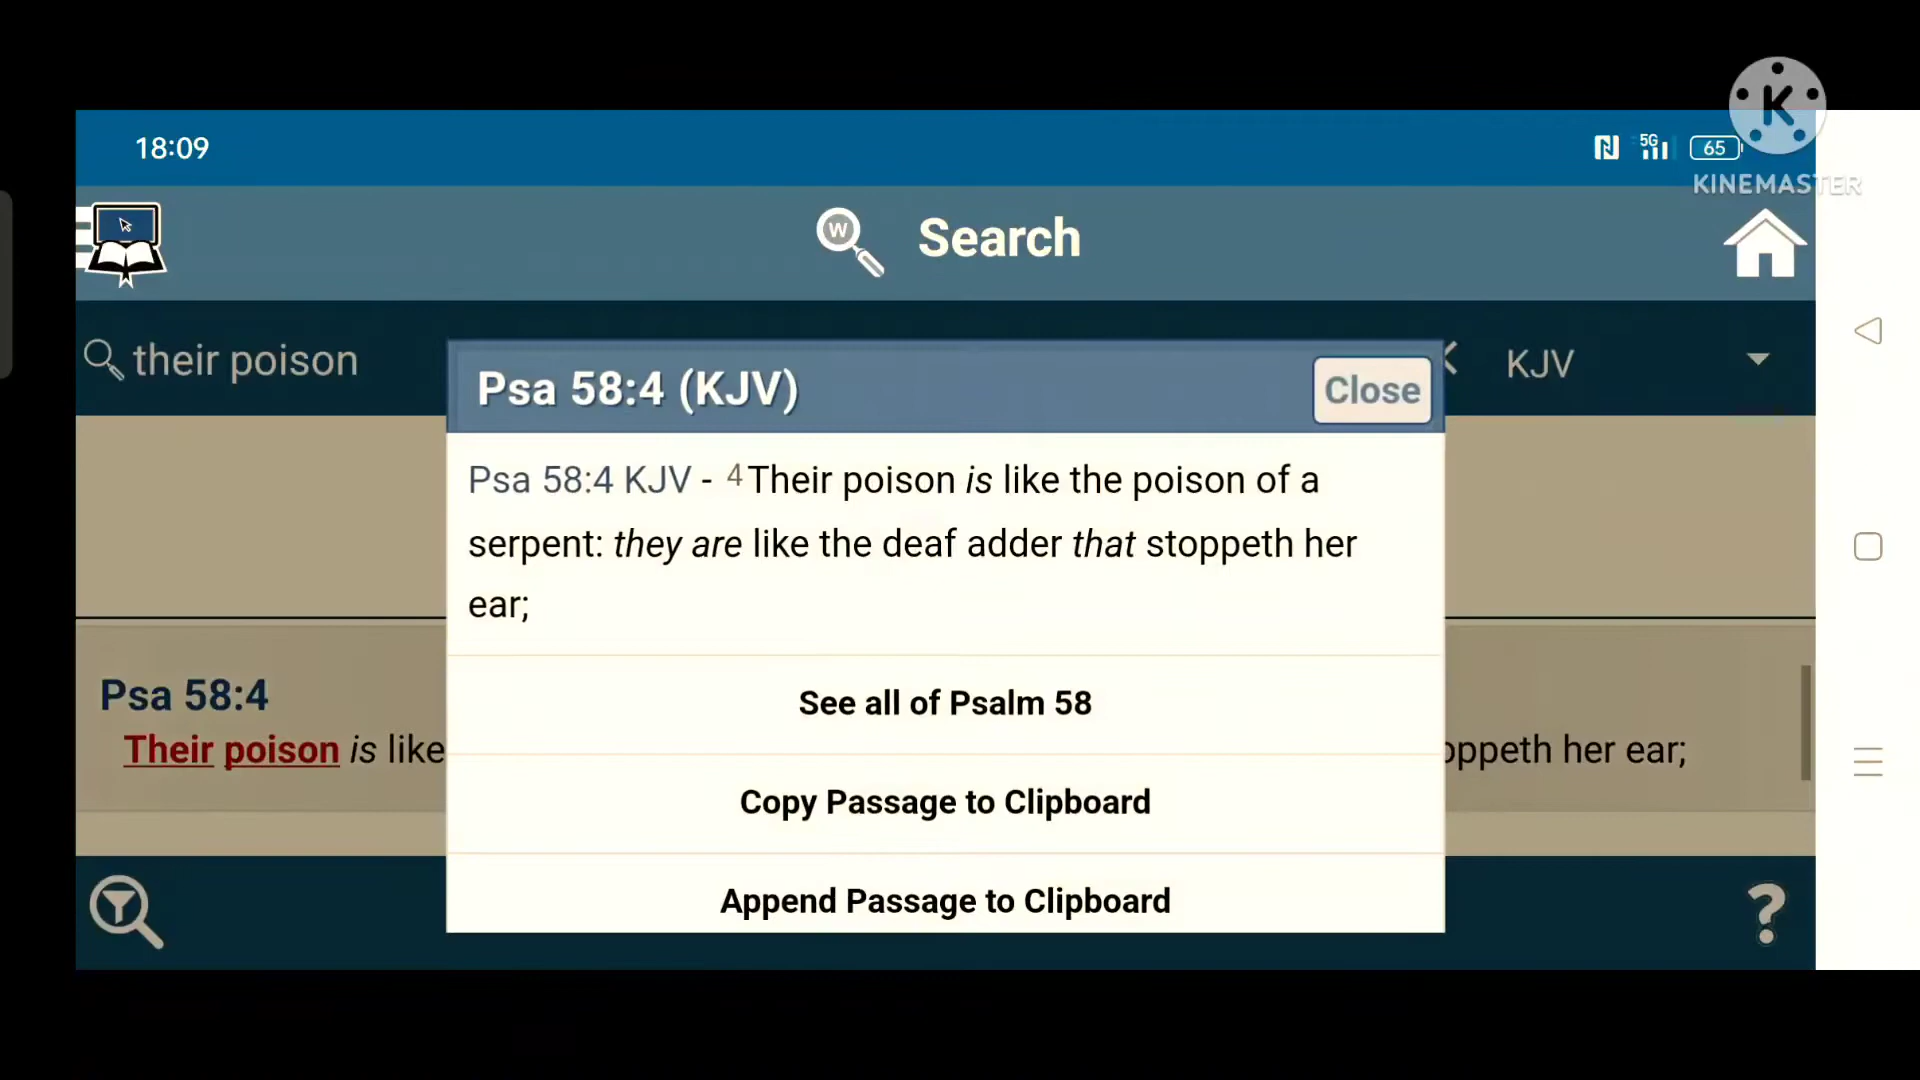 18:09
5G
65
K
KINEMASTER
W
Search
their poison
KJV
Psa 58:4 (KJV)
Close
Psa 58:4 KJV - 4 Their poison is like the poison of a
serpent: they are like the deaf adder that stoppeth her
ear;
See all of Psalm 58
Psa 58:4
Their poison is like
her ear;
Copy Passage to Clipboard
Append Passage to Clipboard
?